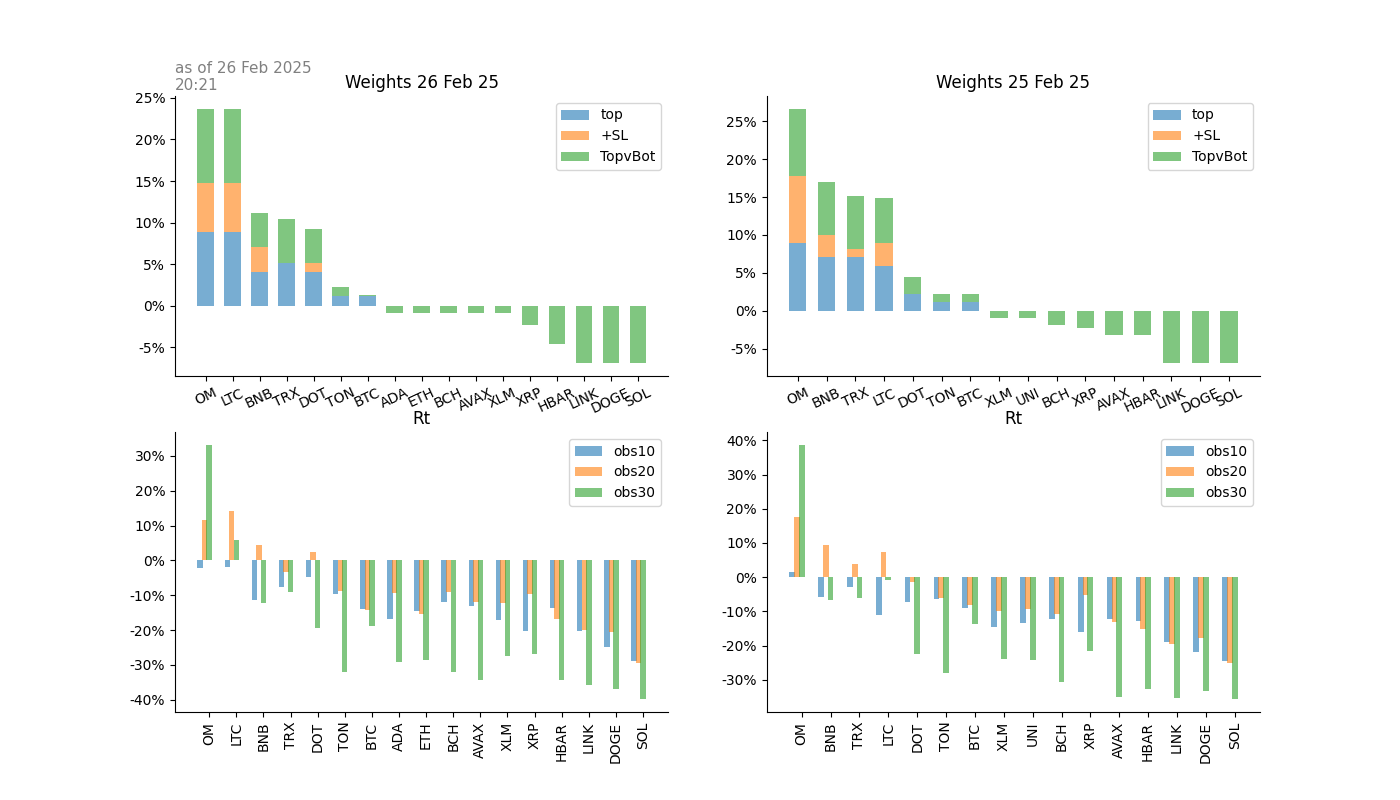 as of 26 Feb 2025
20:21
Weights 26 Feb 25
25%
20%
15%
10%
5%
0%
-5%
top
+SL
TopvBot
OM LTC BNB TRX DOT TON BTC ADA ETH BCH AVAX XLM XRP HBAR LINK DOGE SOL
Weights 25 Feb 25
25%
20%
15%
10%
5%
0%
-5%
top
+SL
TopvBot
OM BNB TRX LTC DOT TON BTC XLM UNI BCH XRP AVAX HBAR LINK DOGE SOL
Rt
30%
20%
10%
0%
-10%
-20%
-30%
-40%
obs10
obs20
obs30
OM LTC BNB TRX DOT TON BTC ADA ETH BCH AVAX XLM XRP HBAR LINK DOGE SOL
Rt
40%
30%
20%
10%
0%
-10%
-20%
-30%
obs10
obs20
obs30
OM BNB TRX LTC DOT TON BTC XLM UNI BCH XRP AVAX HBAR LINK DOGE SOL